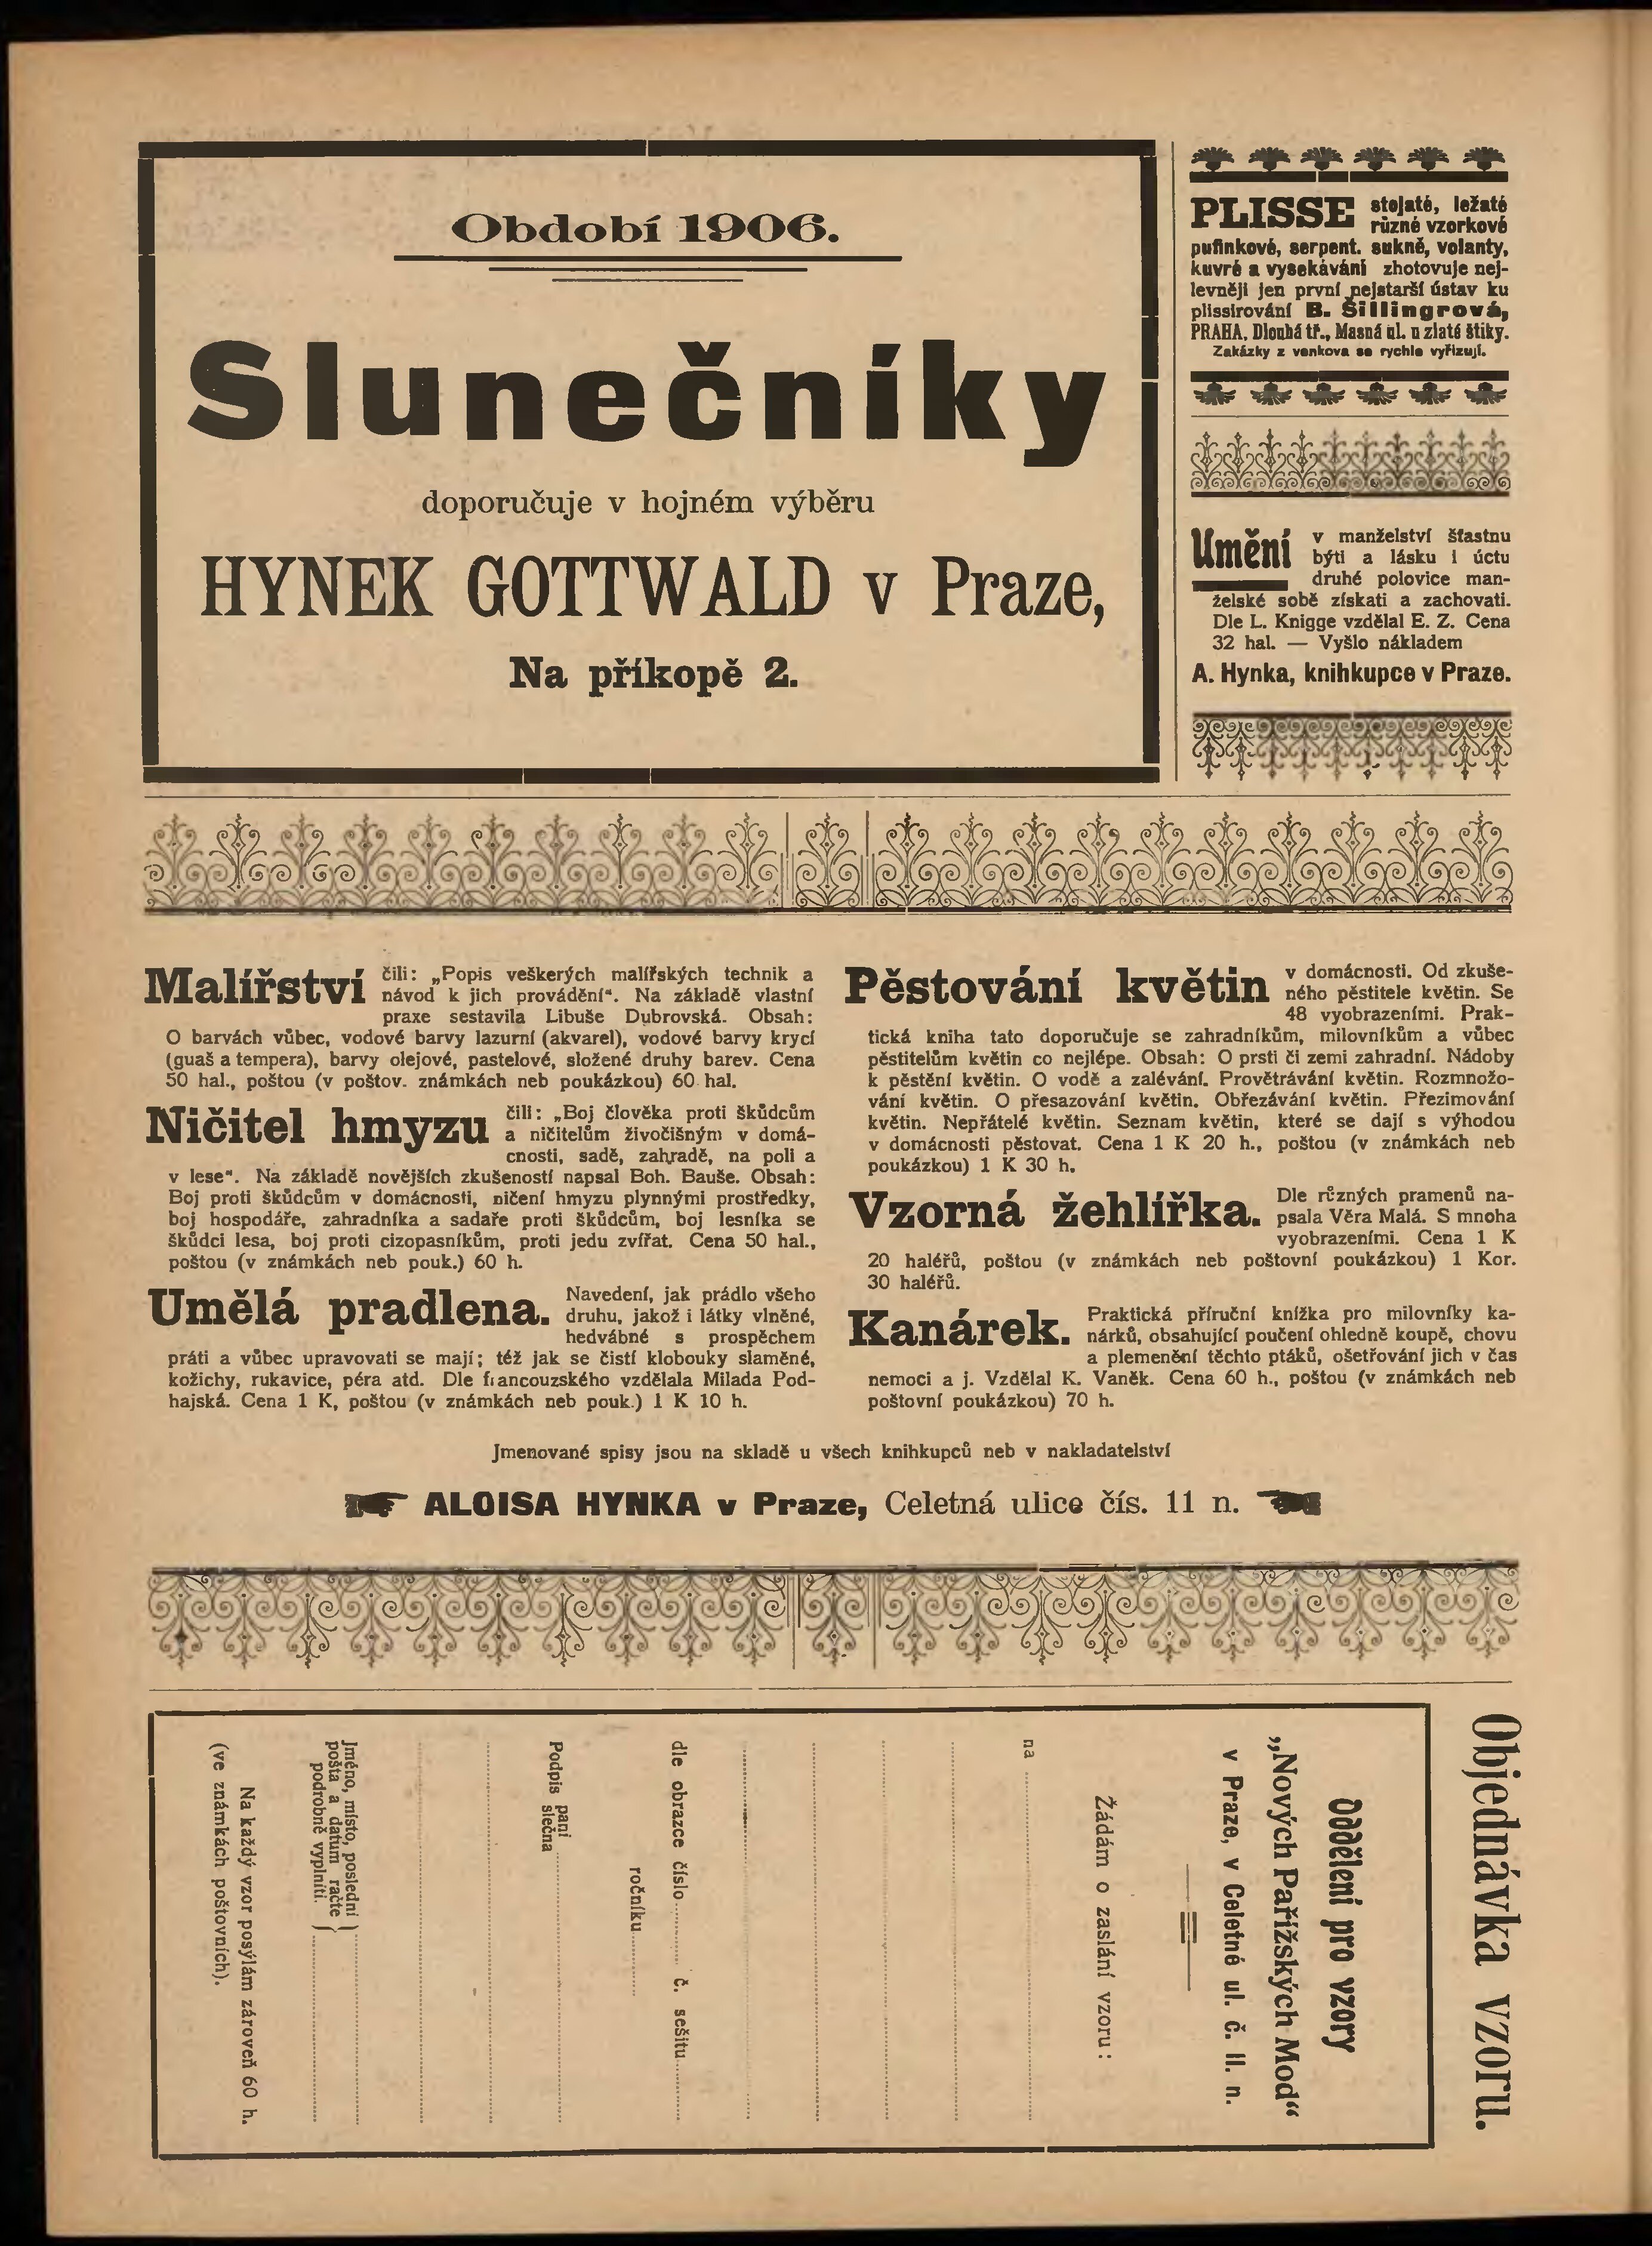 Období 1906.
Slunečníky
doporučuje v hojném výběru
HYNEK GOTTWALD v Praze,
Na příkopě 2.
PLISSE stojaté, ležaté
různé vzorkové
pufinkové, serpent. sukně, volanty,
kuvré a vysekávání zhotovuje nej-
levněji jen první nejstarší ústav ku
plissirování B. Šillingrová,
PRAHA, Dlouhá tř., Masná ul. u zlaté štiky.
Zakázky z venkova se rychle vyřizují.
Umění v manželství šťastnu
býti a lásku i úctu
druhé polovice man-
želské sobě získati a zachovati.
Dle L. Knigge vzdělal E. Z. Cena
32 hal. — Vyšlo nákladem
A. Hynka, knihkupce v Praze.
Malířství čili: „Popis veškerých malířských technik a
návod k jich provádění“. Na základě vlastní
praxe sestavila Libuše Dubrovská. Obsah:
O barvách vůbec, vodové barvy lazurní (akvarel), vodové barvy krycí
(guaš a tempera), barvy olejové, pastelové, složené druhy barev. Cena
50 hal., poštou (v poštov. známkách neb poukázkou) 60 hal.
Ničitel hmyzu čili: „Boj člověka proti škůdcům
a ničitelům živočišným v domá-
cnosti, sadě, zahradě, na poli a
v lese“. Na základě novějších zkušeností napsal Boh. Bauše. Obsah:
Boj proti škůdcům v domácnosti, ničení hmyzu plynnými prostředky,
boj hospodáře, zahradníka a sadaře proti škůdcům, boj lesníka se
škůdci lesa, boj proti cizopasníkům, proti jedu zvířat. Cena 50 hal.,
poštou (v známkách neb pouk.) 60 h.
Umělá pradlena. Navedení, jak prádlo všeho
druhu, jakož i látky vlněné,
hedvábné s prospěchem
práti a vůbec upravovati se mají; též jak se čistí klobouky slaměné,
kožichy, rukavice, péra atd. Dle francouzského vzdělala Milada Pod-
hajská. Cena 1 K, poštou (v známkách neb pouk.) 1 K 10 h.
Pěstování květin v domácnosti. Od zkuše-
ného pěstitele květin. Se
48 vyobrazeními. Prak-
tická kniha tato doporučuje se zahradníkům, milovníkům a vůbec
pěstitelům květin co nejlépe. Obsah: O prsti či zemi zahradní. Nádoby
k pěstění květin. O vodě a zalévání. Provětrávání květin. Rozmnožo-
vání květin. O přesazování květin. Obřezávání květin. Přezimování
květin. Nepřátelé květin. Seznam květin, které se dají s výhodou
v domácnosti pěstovat. Cena 1 K 20 h., poštou (v známkách neb
poukázkou) 1 K 30 h.
Vzorná žehlířka. Dle různých pramenů na-
psala Věra Malá. S mnoha
vyobrazeními. Cena 1 K
20 haléřů, poštou (v známkách neb poštovní poukázkou) 1 Kor.
30 haléřů.
Kanárek. Praktická příruční knížka pro milovníky ka-
nárků, obsahující poučení ohledně koupě, chovu
a plemenění těchto ptáků, ošetřování jich v čas
nemoci a j. Vzdělal K. Vaněk. Cena 60 h., poštou (v známkách neb
poštovní poukázkou) 70 h.
Jmenované spisy jsou na skladě u všech knihkupců neb v nakladatelství
ALOISA HYNKA v Praze, Celetná ulice čís. 11 n.
Objednávka vzoru.
Oddělení pro vzory
„Nových Pařížských Mod“
v Praze, v Celetné ul. č. 11. n.
Žádám o zaslání vzoru:
na
dle obrazce číslo č. sešitu
ročníku
Podpis paní
slečna
Jméno, místo, poslední
pošta a datum račte
podrobně vyplniti.
Na každý vzor posýlám zároveň 60 h.
(ve známkách poštovních).